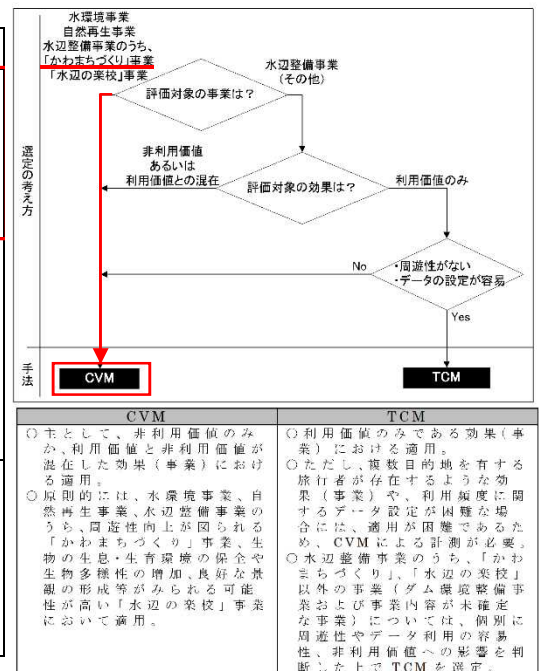 水環境事業
自然再生事業
水辺整備事業のうち、
「かわまちづくり」事業
「水辺の楽校」事業
水辺整備事業
(その他)
評価対象の事業は？
選定の考え方
非利用価値
あるいは
利用価値との混在
評価対象の効果は？
利用価値のみ
No
・周遊性がない
・データの設定が容易
Yes
手法
CVM
TCM
CVM
○主として、非利用価値のみ
か、利用価値と非利用価値が
混在した効果(事業)におけ
る適用。
○原則的には、水環境事業、自
然再生事業、水辺整備事業の
うち、周遊性向上が図られる
「かわまちづくり」事業、生
物の生息・生育環境の保全や
生物多様性の増加、良好な景
観の形成等がみられる可能
性が高い「水辺の楽校」事業
において適用。
TCM
○利用価値のみである効果(事
業)における適用。
○ただし、複数目的地を有する
旅行者が存在するような効
果(事業)や、利用頻度に関
するデータ設定が困難な場
合には、適用が困難であるた
め、CVMによる計測が必要。
○水辺整備事業のうち、「かわ
まちづくり」、「水辺の楽校」
以外の事業(ダム環境整備事
業および事業内容が未確定
な事業)については、個別に
周遊性やデータ利用の容易
性、非利用価値への影響を判
断した上でTCMを選定。